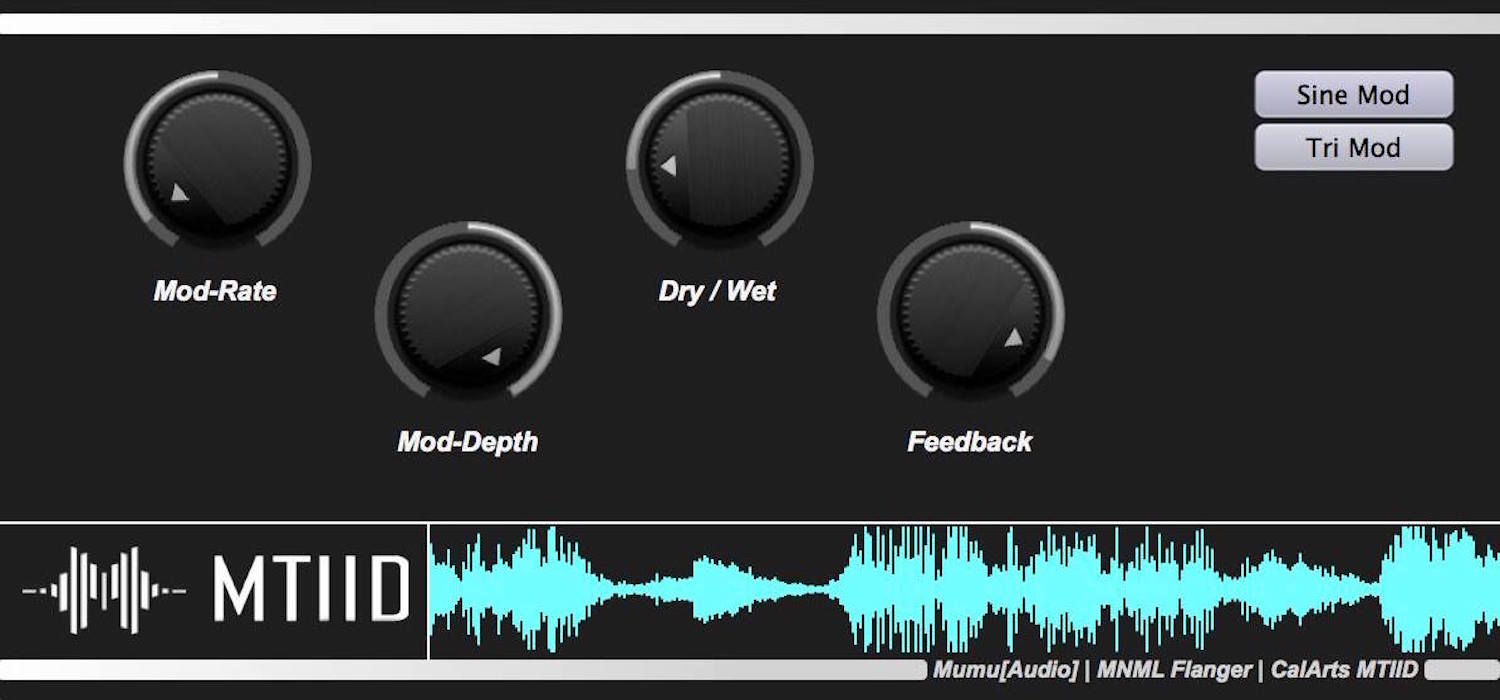 Sine Mod
Tri Mod
Mod-Rate
Dry / Wet
Mod-Depth
Feedback
MTIID
Mumu[Audio] | MNML Flanger | CalArts MTIID